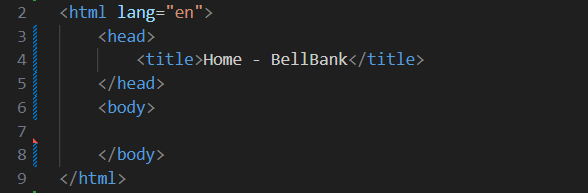 2 <html lang="en">
3 <head>
4 <title>Home - BellBank</title>
5 </head>
6 <body>
7
8 </body>
9 </html>